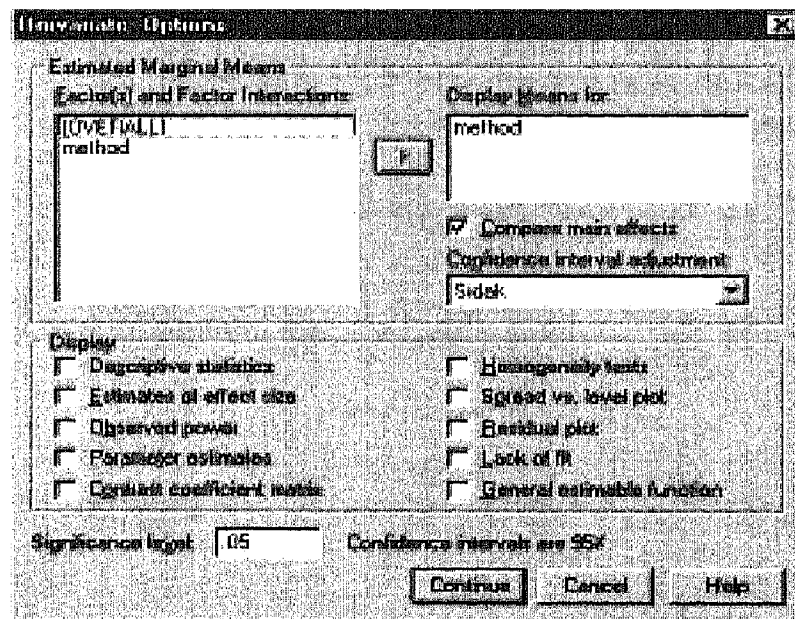 Univariate: Options
Estimated Marginal Means
Factor(s) and Factor Interactions:
(OVERALL)
method
Display Means for:
method
Compare main effects
Confidence interval adjustment:
Sidak
Display
Descriptive statistics
Estimates of effect size
Observed power
Parameter estimates
Contrast coefficient matrix
Homogeneity tests
Spread vs. level plot
Residual plot
Lack of fit
General estimable function
Significance level: .05
Confidence intervals are 95%
Continue
Cancel
Help